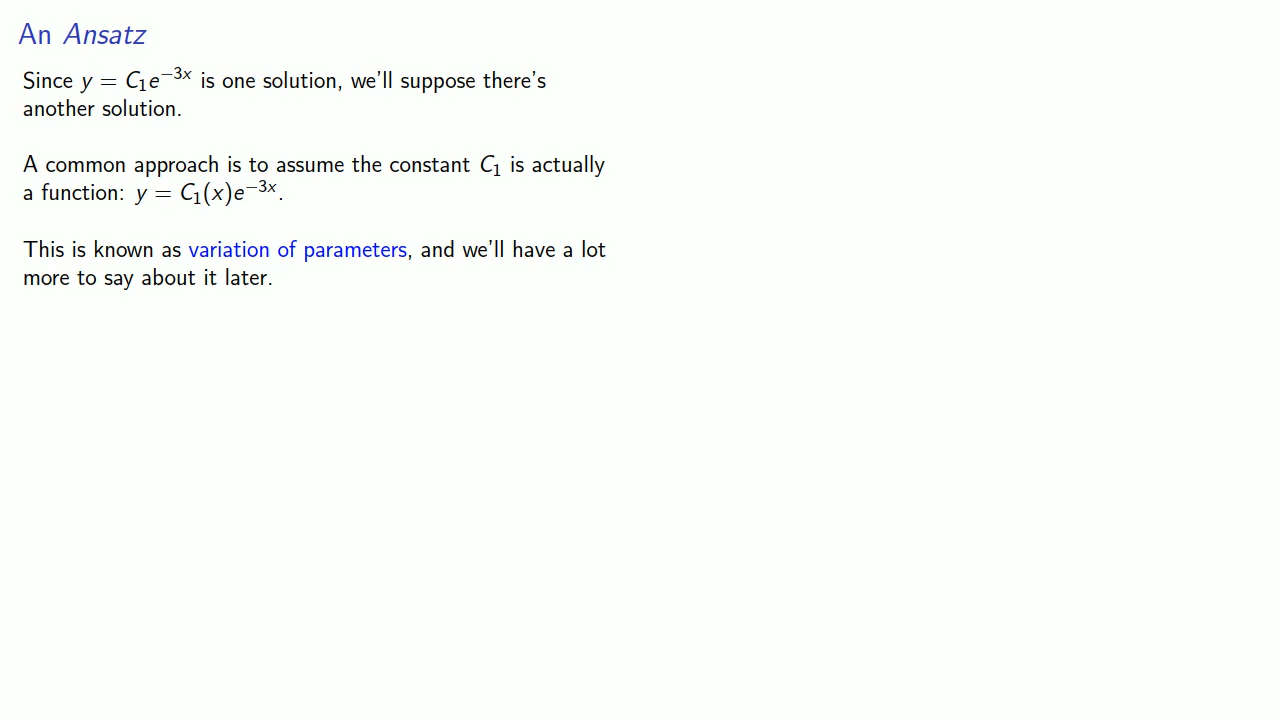 An Ansatz
Since y = C₁e⁻³ˣ is one solution, we'll suppose there's
another solution.
A common approach is to assume the constant C₁ is actually
a function: y = C₁(x)e⁻³ˣ.
This is known as variation of parameters, and we'll have a lot
more to say about it later.